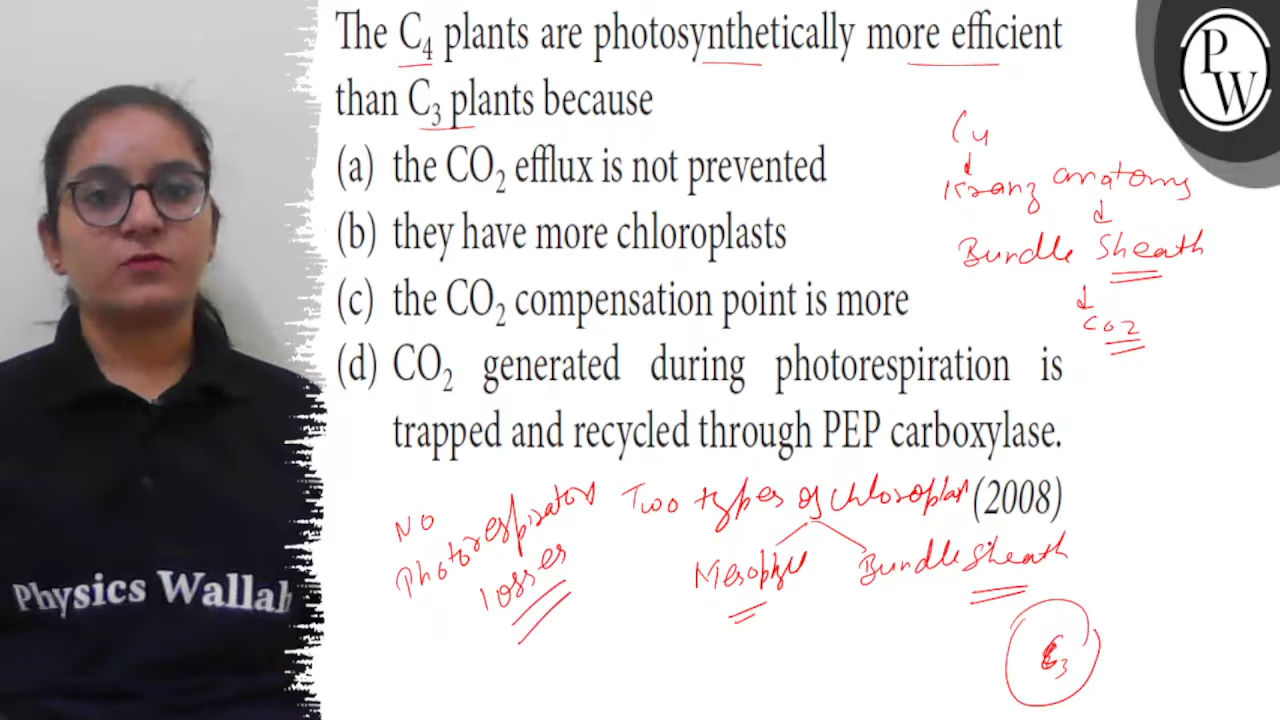 The C₄ plants are photosynthetically more efficient
than C₃ plants because
(a) the CO₂ efflux is not prevented
(b) they have more chloroplasts
(c) the CO₂ compensation point is more
(d) CO₂ generated during photorespiration is
trapped and recycled through PEP carboxylase.
(2008)
PW
C4
Kranz anatomy
Bundle Sheath
CO2
NO
Photorespiratory
losses
Two types of chloroplast
Mesophyll
Bundle Sheath
C3
Physics Wallah